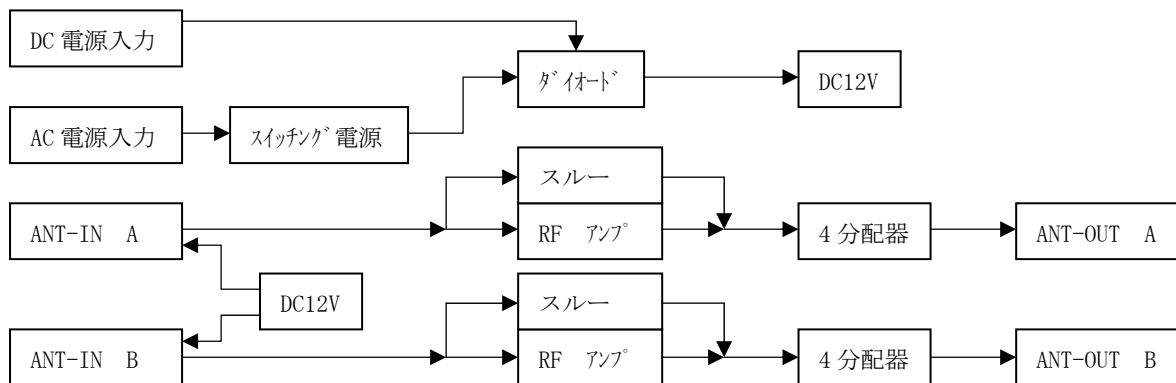 DC 電源入力
ﾀﾞｲｵｰﾄﾞ
DC12V
AC 電源入力
ｽｲｯﾁﾝｸﾞ電源
スルー
ANT-IN A
RF ｱﾝﾌﾟ
4 分配器
ANT-OUT A
DC12V
スルー
ANT-IN B
RF ｱﾝﾌﾟ
4 分配器
ANT-OUT B